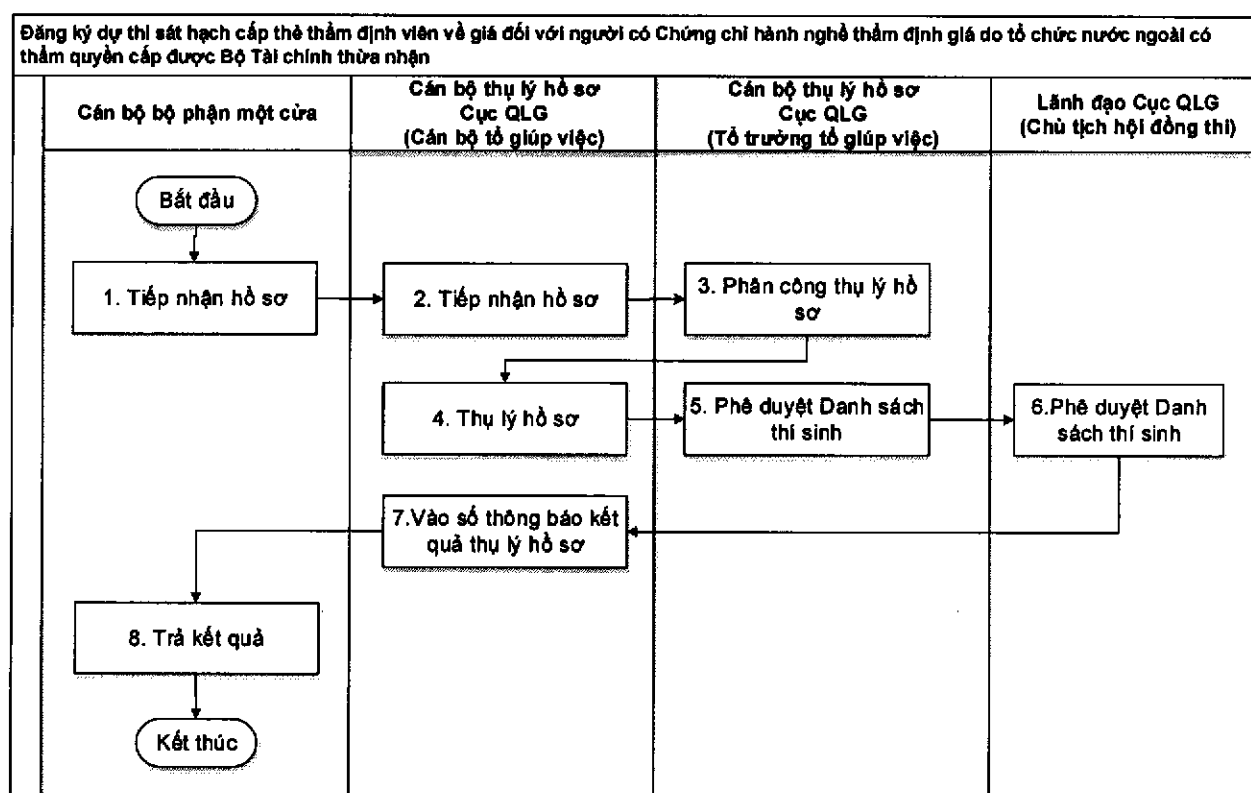 Đăng ký dự thi sát hạch cấp thẻ thẩm định viên về giá đối với người có Chứng chỉ hành nghề thẩm định giá do tổ chức nước ngoài có
thẩm quyền cấp được Bộ Tài chính thừa nhận
Cán bộ bộ phận một cửa
Cán bộ thụ lý hồ sơ
Cục QLG
(Cán bộ tổ giúp việc)
Cán bộ thụ lý hồ sơ
Cục QLG
(Tổ trưởng tổ giúp việc)
Lãnh đạo Cục QLG
(Chủ tịch hội đồng thi)
Bắt đầu
1. Tiếp nhận hồ sơ
2. Tiếp nhận hồ sơ
3. Phân công thụ lý hồ
sơ
4. Thụ lý hồ sơ
5. Phê duyệt Danh sách
thí sinh
6.Phê duyệt Danh
sách thí sinh
7.Vào số thông báo kết
quả thụ lý hồ sơ
8. Trả kết quả
Kết thúc